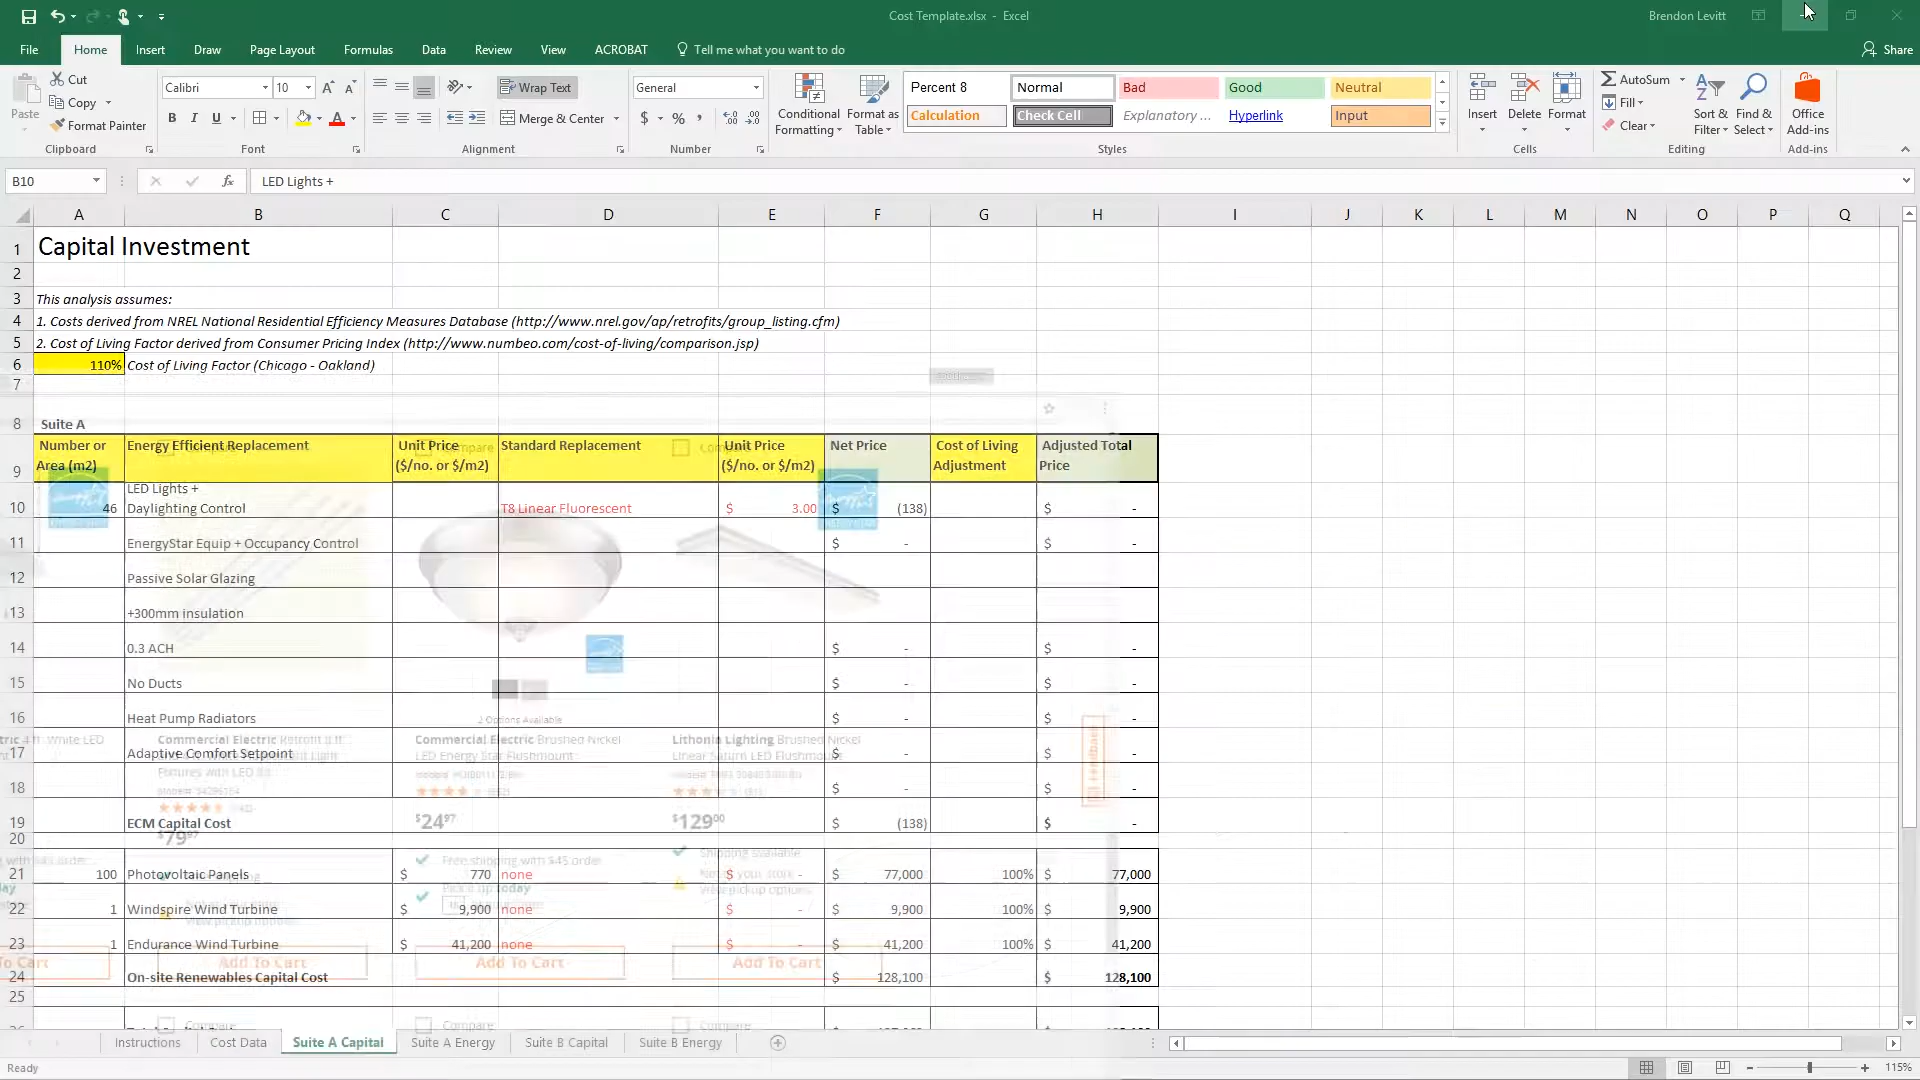 Cost Template.xlsx - Excel
Brendon Levitt
File Home Insert Draw Page Layout Formulas Data Review View ACROBAT Tell me what you want to do Share
Paste
Cut
Copy
Format Painter
Clipboard
Calibri 10
B I U
Font
Wrap Text
Merge & Center
Alignment
General
$ % ,
Number
Conditional Formatting
Format as Table
Percent 8 Normal Bad Good Neutral
Calculation Check Cell Explanatory ... Hyperlink Input
Styles
Insert Delete Format
Cells
AutoSum
Fill
Clear
Sort & Filter
Find & Select
Editing
Office Add-ins
Add-ins
B10 fx LED Lights +
A B C D E F G H I J K L M N O P Q
1 Capital Investment
2
3 This analysis assumes:
4 1. Costs derived from NREL National Residential Efficiency Measures Database (http://www.nrel.gov/ap/retrofits/group_listing.cfm)
5 2. Cost of Living Factor derived from Consumer Pricing Index (http://www.numbeo.com/cost-of-living/comparison.jsp)
6 110% Cost of Living Factor (Chicago - Oakland)
7
8 Suite A
9 Number or Area (m2) Energy Efficient Replacement Unit Price ($/no. or $/m2) Standard Replacement Unit Price ($/no. or $/m2) Net Price Cost of Living Adjustment Adjusted Total Price
10 46 LED Lights + Daylighting Control T8 Linear Fluorescent $ 3.00 $ (138) $ -
11 EnergyStar Equip + Occupancy Control $ - $ -
12 Passive Solar Glazing
13 +300mm insulation
14 0.3 ACH $ - $ -
15 No Ducts $ - $ -
16 Heat Pump Radiators $ - $ -
2 Options Available
17 Adaptive Comfort Setpoint $ - $ -
Commercial Electric Brushed Nickel
LED Energy Star Flushmount
Lithonia Lighting Brushed Nickel
Linear Saturn LED Flushmount
18 $ - $ -
19 ECM Capital Cost $ (138) $ -
$79
$24⁹⁷
$129⁰⁰
20
Free shipping with $45 order
Shipping available
21 100 Photovoltaic Panels $ 770 none $ - $ 77,000 100% $ 77,000
Pick up today
View pickup options
22 1 Windspire Wind Turbine $ 9,900 none $ - $ 9,900 100% $ 9,900
23 1 Endurance Wind Turbine $ 41,200 none $ - $ 41,200 100% $ 41,200
Add To Cart Add To Cart Add To Cart
24 On-site Renewables Capital Cost $ 128,100 $ 128,100
25
Compare Compare Compare
Instructions Cost Data Suite A Capital Suite A Energy Suite B Capital Suite B Energy
Ready
115%